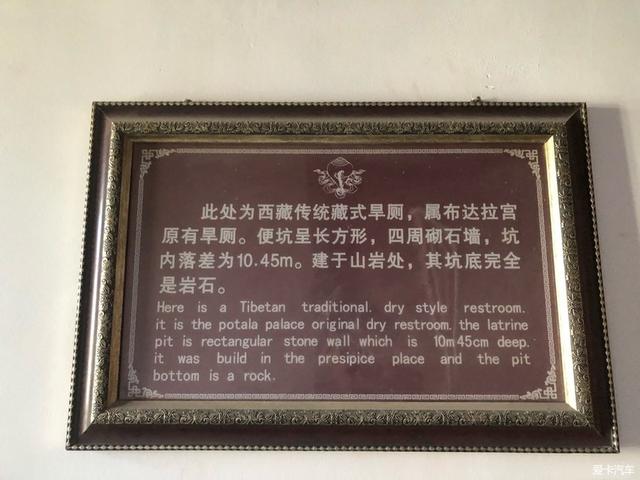 此处为西藏传统藏式旱厕，属布达拉宫
原有旱厕。便坑呈长方形，四周砌石墙，坑
内落差为10.45m。建于山岩处，其坑底完全
是岩石。
Here is a Tibetan traditional. dry style restroom.
it is the potala palace original dry restroom. the latrine
pit is rectangular stone wall which is 10m45cm deep.
it was build in the presipice place and the pit
bottom is a rock.
爱卡汽车